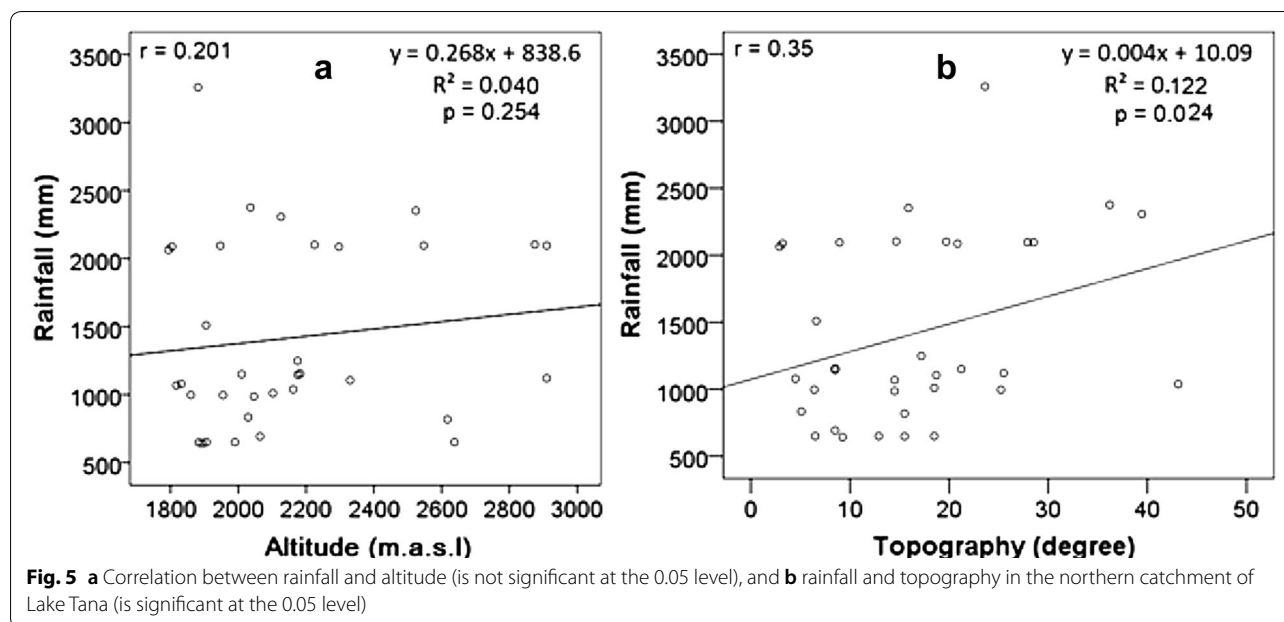 r = 0.201
a
y = 0.268x + 838.6
R² = 0.040
p = 0.254
3500
3000
2500
2000
1500
1000
500
Rainfall (mm)
1800 2000 2200 2400 2600 2800 3000
Altitude (m.a.s.l)
r = 0.35
b
y = 0.004x + 10.09
R² = 0.122
p = 0.024
3500
3000
2500
2000
1500
1000
500
Rainfall (mm)
0 10 20 30 40 50
Topography (degree)
Fig. 5 a Correlation between rainfall and altitude (is not significant at the 0.05 level), and b rainfall and topography in the northern catchment of
Lake Tana (is significant at the 0.05 level)